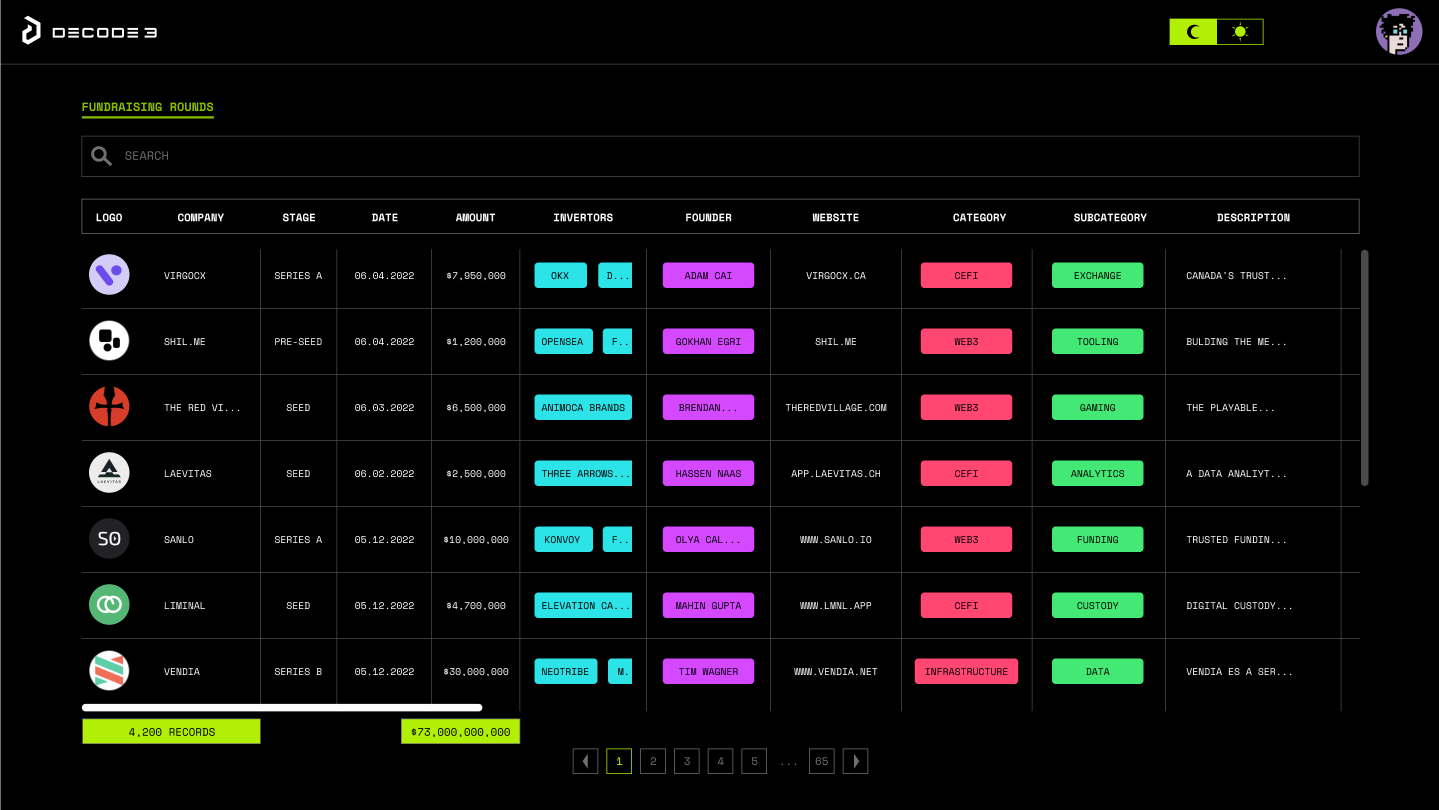 DECODE 3
FUNDRAISING ROUNDS
SEARCH
LOGO COMPANY STAGE DATE AMOUNT INVERTORS FOUNDER WEBSITE CATEGORY SUBCATEGORY DESCRIPTION
VIRGOCX SERIES A 06.04.2022 $7,950,000 OKX D... ADAM CAI VIRGOCX.CA CEFI EXCHANGE CANADA'S TRUST...
SHIL.ME PRE-SEED 06.04.2022 $1,200,000 OPENSEA F.. GOKHAN EGRI SHIL.ME WEB3 TOOLING BULDING THE ME...
THE RED VI... SEED 06.03.2022 $6,500,000 ANIMOCA BRANDS BRENDAN... THEREDVILLAGE.COM WEB3 GAMING THE PLAYABLE...
LAEVITAS LAEVITAS SEED 06.02.2022 $2,500,000 THREE ARROWS... HASSEN NAAS APP.LAEVITAS.CH CEFI ANALYTICS A DATA ANALIYT...
SO SANLO SERIES A 05.12.2022 $10,000,000 KONVOY F.. OLYA CAL... WWW.SANLO.IO WEB3 FUNDING TRUSTED FUNDIN...
LIMINAL SEED 05.12.2022 $4,700,000 ELEVATION CA... MAHIN GUPTA WWW.LMNL.APP CEFI CUSTODY DIGITAL CUSTODY...
VENDIA SERIES B 05.12.2022 $30,000,000 NEOTRIBE M. TIM WAGNER WWW.VENDIA.NET INFRASTRUCTURE DATA VENDIA ES A SER...
4,200 RECORDS $73,000,000,000
1 2 3 4 5 ... 65